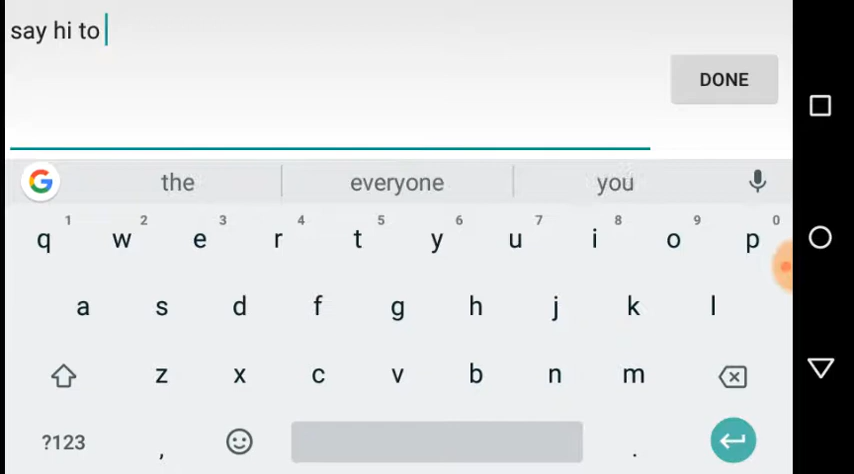 say hi to
DONE
the everyone you
1 2 3 4 5 6 7 8 9 0
q w e r t y u i o p
a s d f g h j k l
z x c v b n m
?123 , .